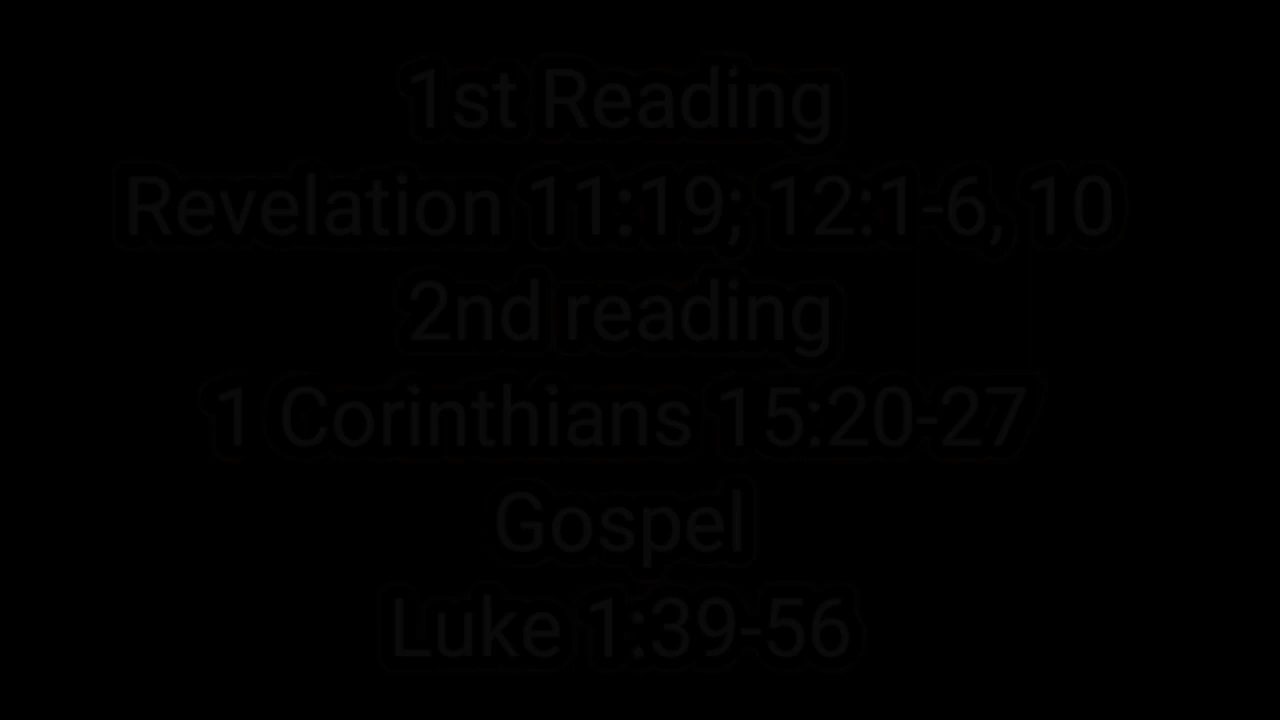 1st Reading
Revelation 11:19; 12:1-6, 10
2nd reading
1 Corinthians 15:20-27
Gospel
Luke 1:39-56